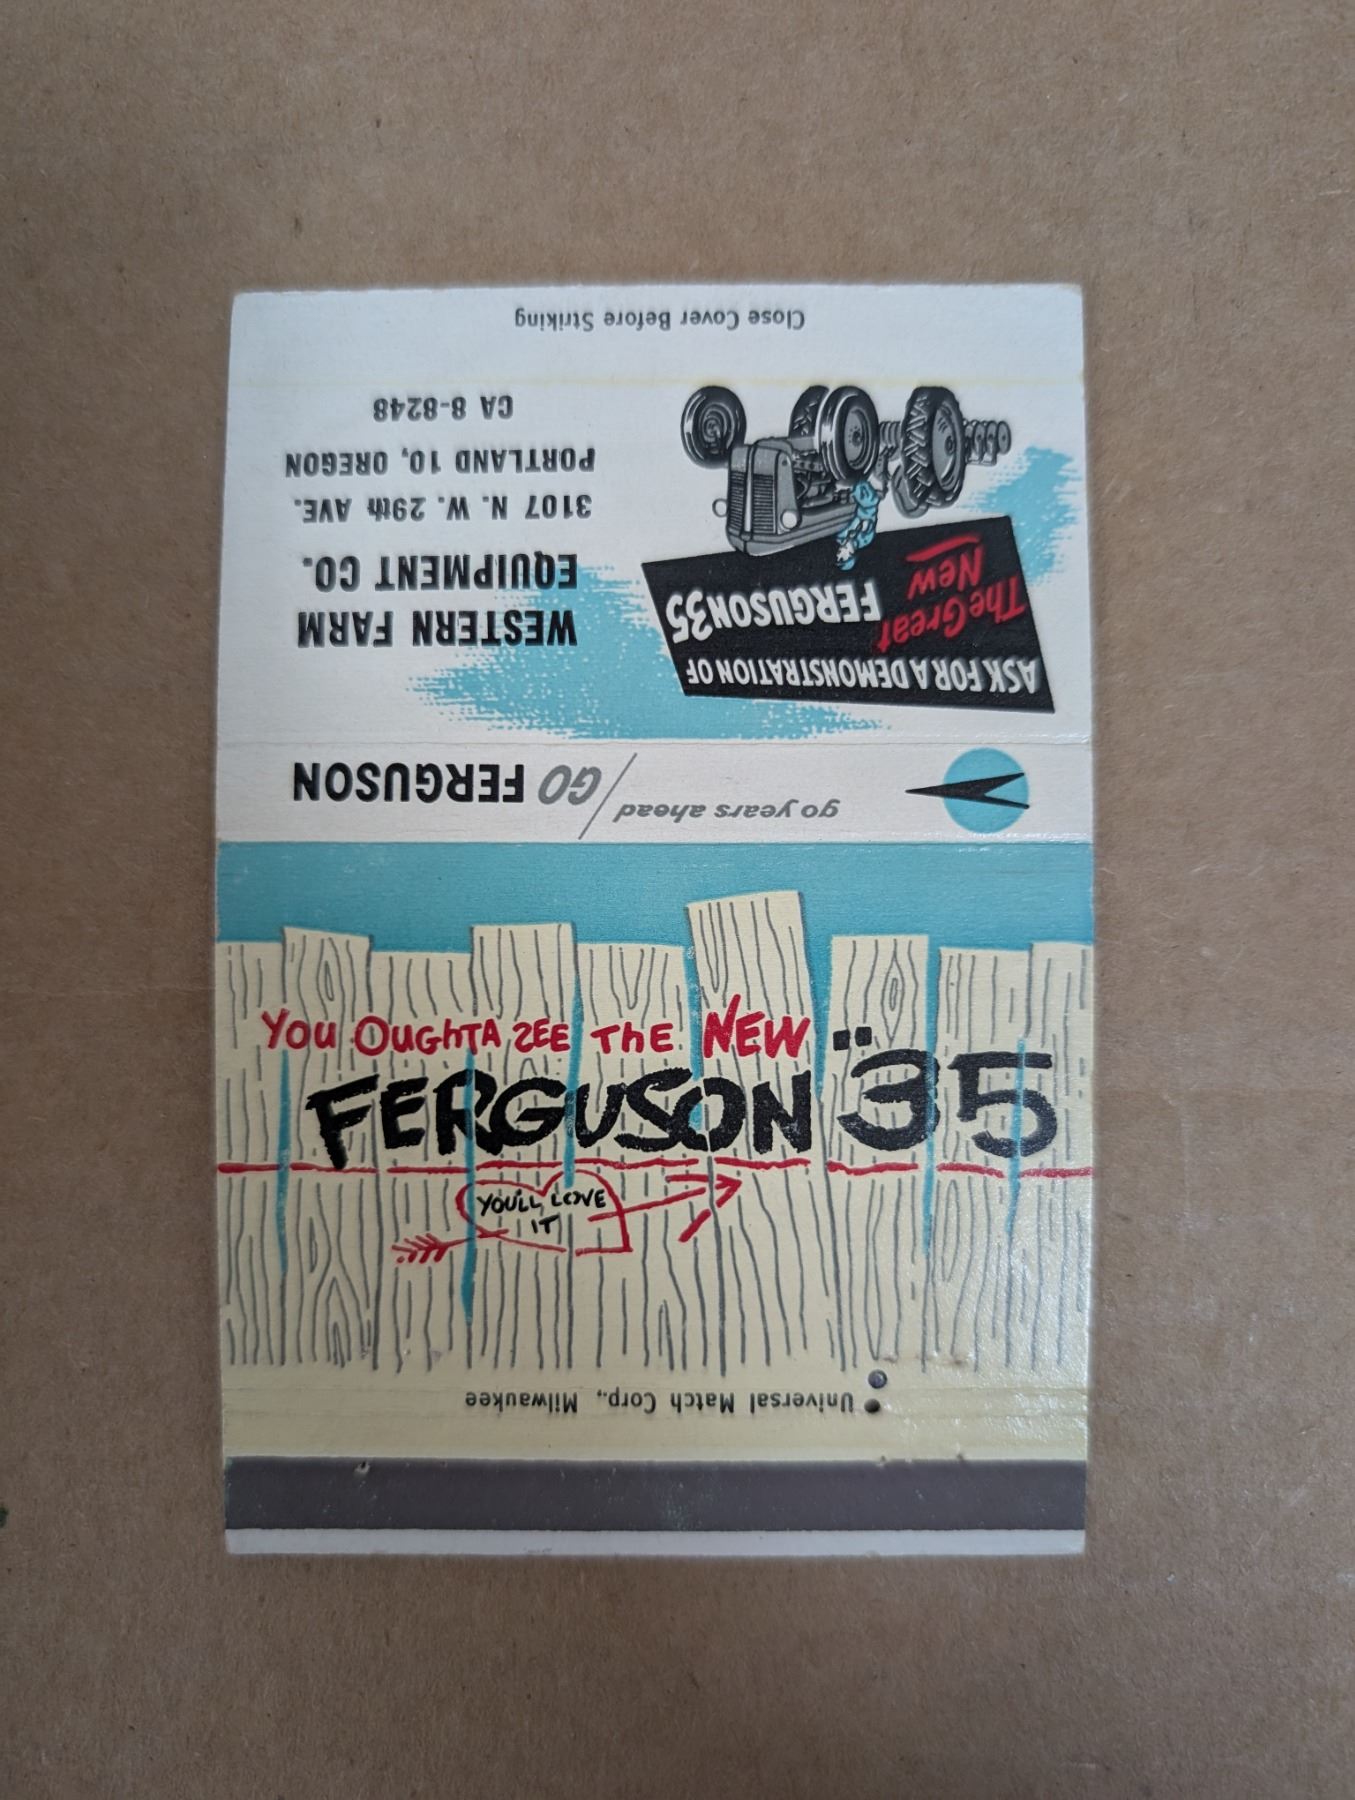 Close Cover Before Striking
ASK FOR A DEMONSTRATION OF
The Great
New
FERGUSON 35
WESTERN FARM
EQUIPMENT CO.
3107 N. W. 29th AVE.
PORTLAND 10, OREGON
CA 8-8248
go years ahead / GO FERGUSON
YOU OUGHTA SEE THE NEW
FERGUSON "35
YOU'LL LOVE
IT
Universal Match Corp., Milwaukee